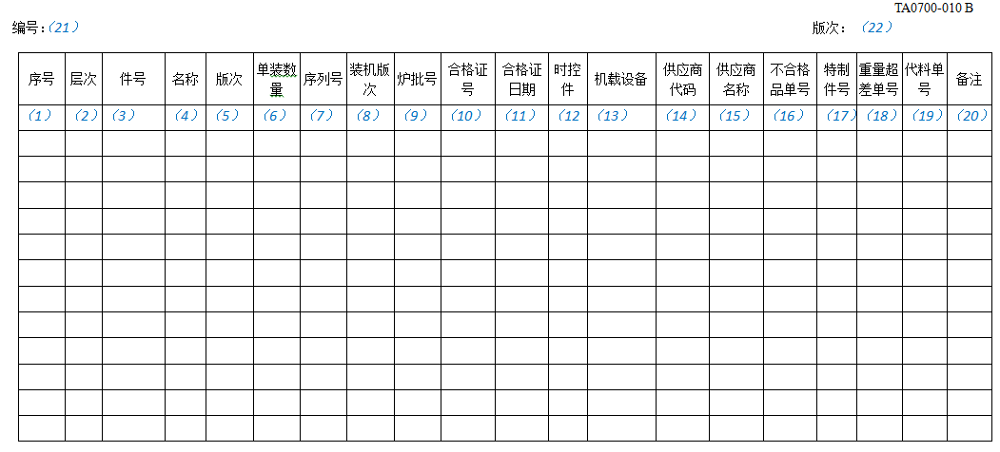 TA0700-010 B
编号：（21） 版次：（22）
序号 层次 件号 名称 版次 单装数量 序列号 装机版次 炉批号 合格证号 合格证日期 时控件 机载设备 供应商代码 供应商名称 不合格品单号 特制件号 重量超差单号 代料单号 备注
（1） （2） （3） （4） （5） （6） （7） （8） （9） （10） （11） （12 （13） （14） （15） （16） （17） （18） （19） （20）